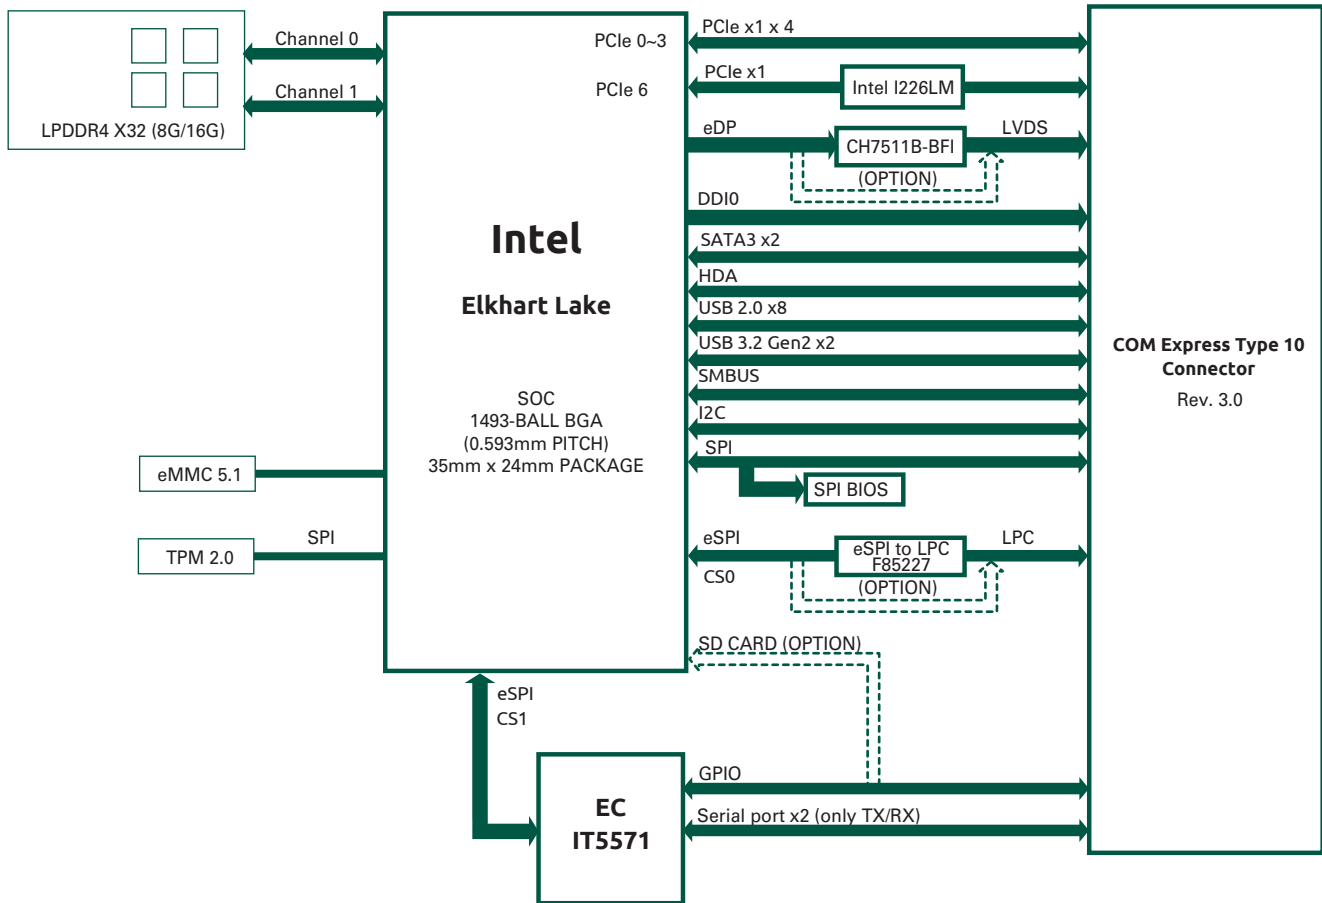 LPDDR4 X32 (8G/16G)
Channel 0
Channel 1
PCIe 0~3
PCIe 6
Intel
Elkhart Lake
SOC
1493-BALL BGA
(0.593mm PITCH)
35mm x 24mm PACKAGE
eMMC 5.1
TPM 2.0
SPI
PCIe x1 x 4
PCIe x1
Intel I226LM
eDP
CH7511B-BFI
LVDS
(OPTION)
DDI0
SATA3 x2
HDA
USB 2.0 x8
USB 3.2 Gen2 x2
SMBUS
I2C
SPI
SPI BIOS
eSPI
CS0
eSPI to LPC
F85227
LPC
(OPTION)
SD CARD (OPTION)
eSPI
CS1
EC
IT5571
GPIO
Serial port x2 (only TX/RX)
COM Express Type 10
Connector
Rev. 3.0